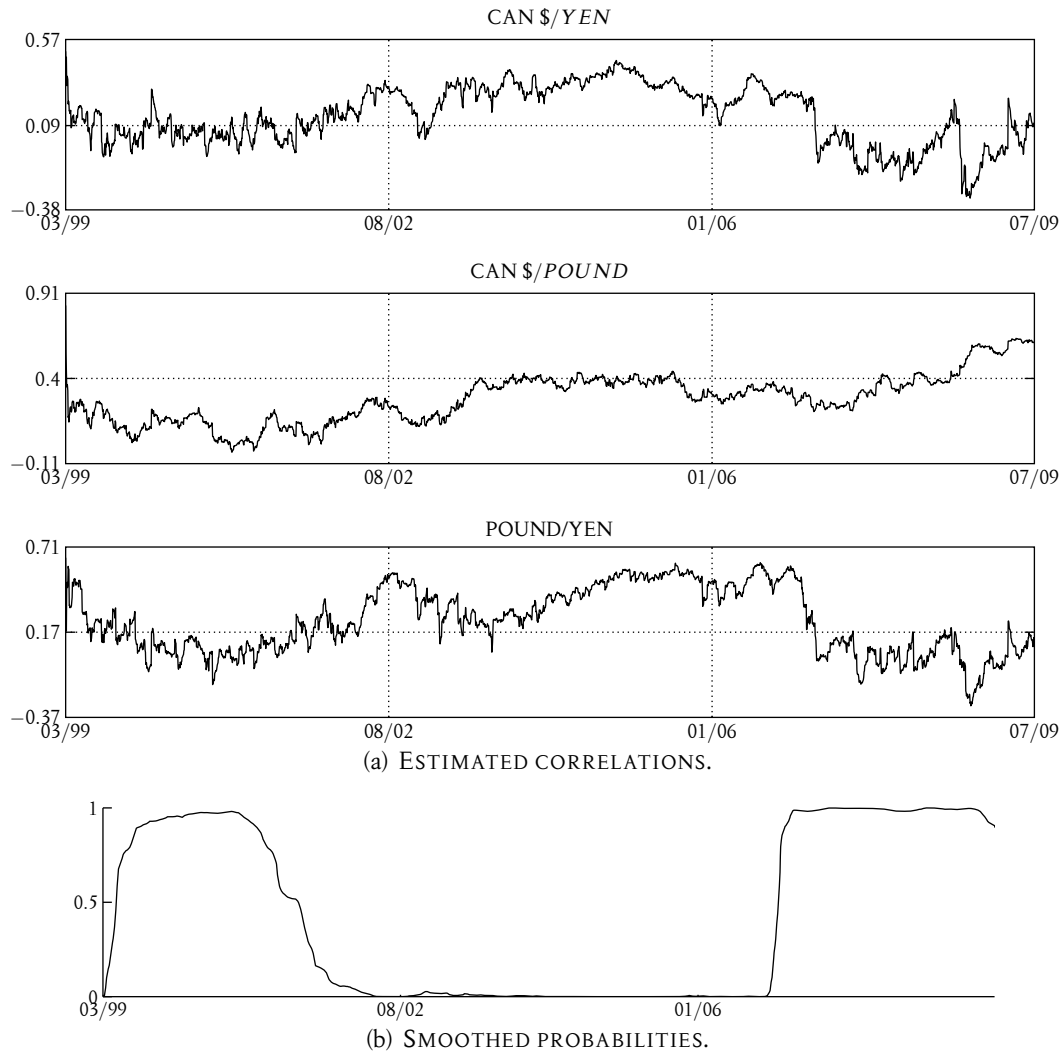 CAN $/YEN
0.57
0.09
−0.38
03/99 08/02 01/06 07/09
CAN $/POUND
0.91
0.4
−0.11
03/99 08/02 01/06 07/09
POUND/YEN
0.71
0.17
−0.37
03/99 08/02 01/06 07/09
(a) ESTIMATED CORRELATIONS.
1
0.5
0
03/99 08/02 01/06
(b) SMOOTHED PROBABILITIES.